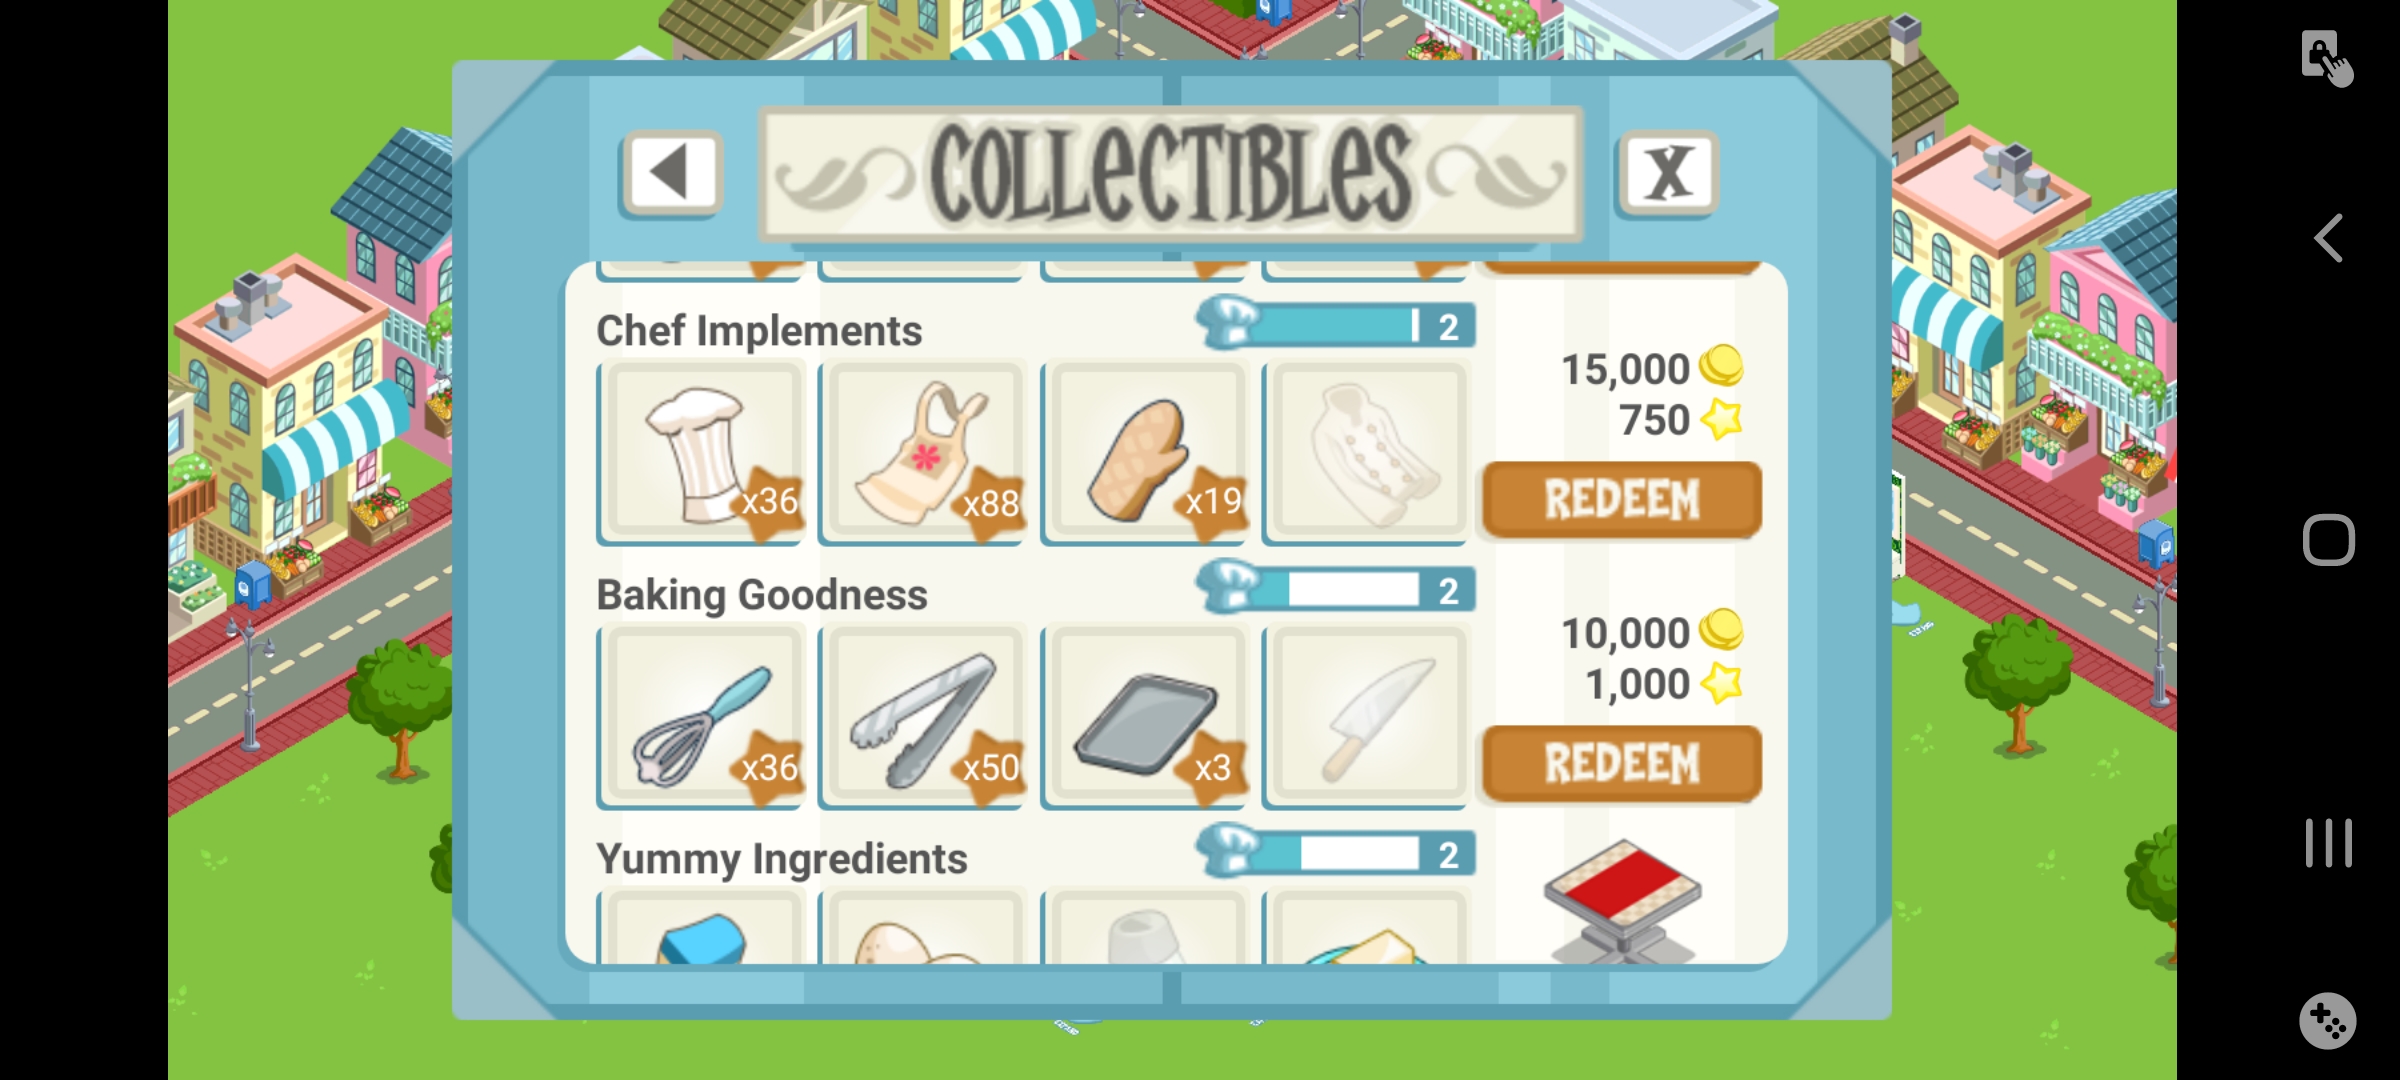 COLLECTIBLES
X
Chef Implements
2
15,000
750
x36
x88
x19
REDEEM
Baking Goodness
2
10,000
1,000
x36
x50
x3
REDEEM
Yummy Ingredients
2